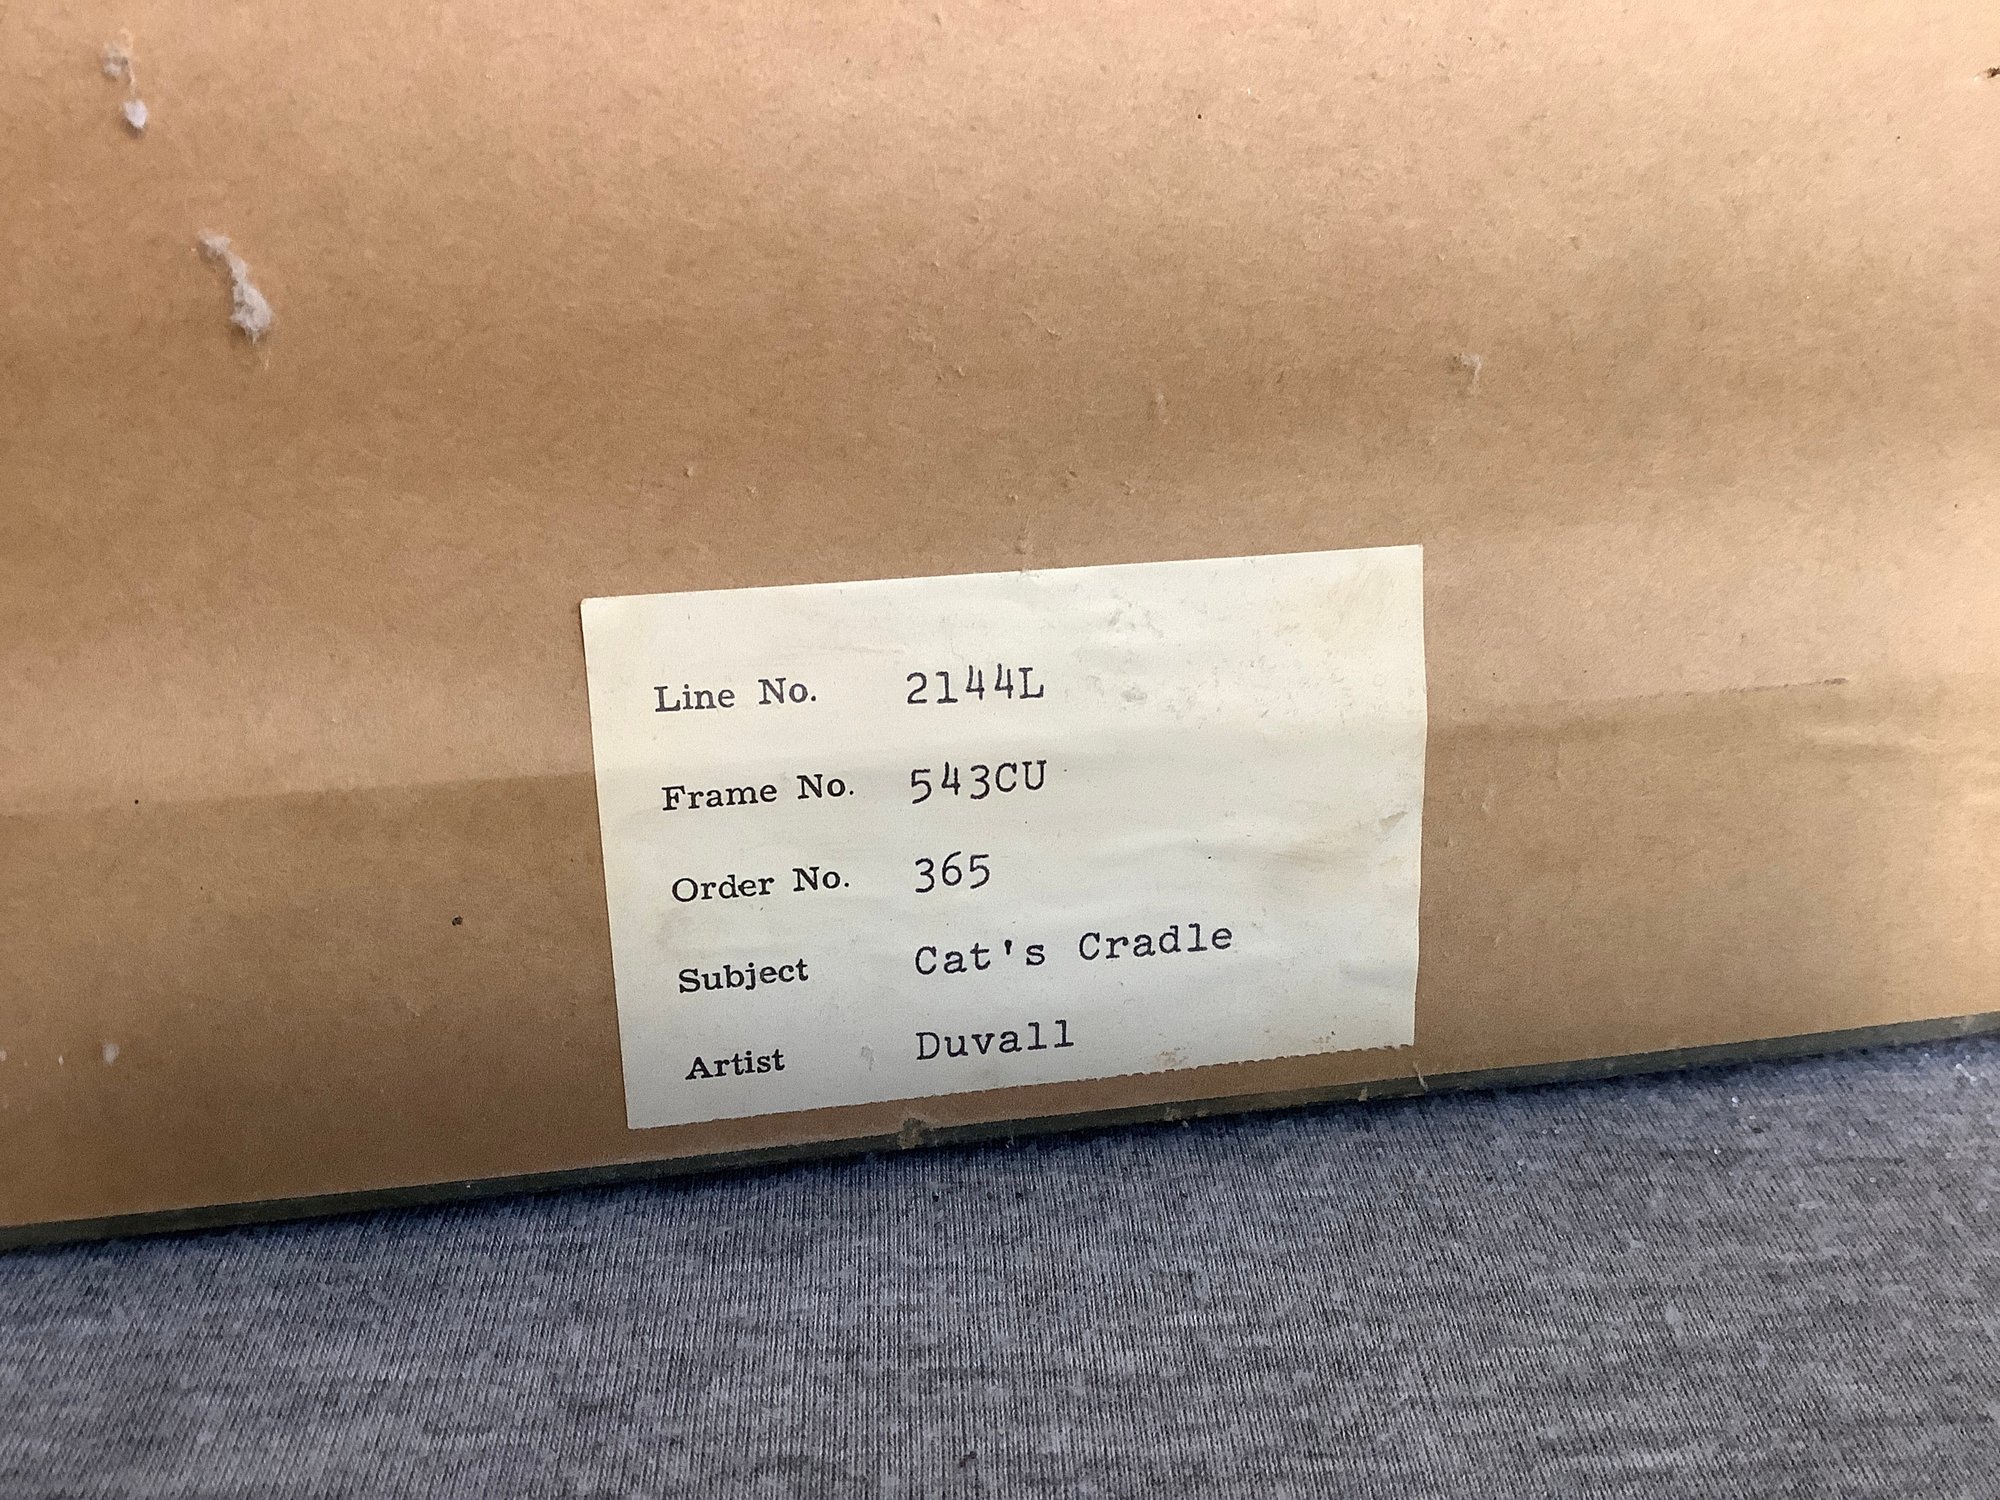 Line No. 2144L
Frame No. 543CU
Order No. 365
Subject Cat's Cradle
Artist Duvall